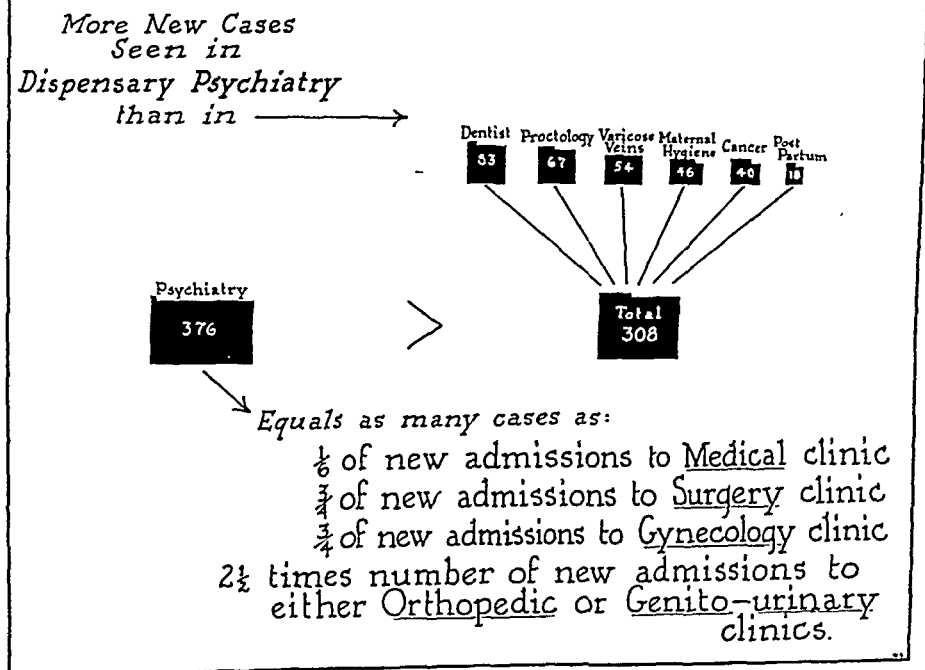 More New Cases
Seen in
Dispensary Psychiatry
than in
Dentist Proctology Varicose Veins Maternal Hygiene Cancer Post Partum
83 67 54 46 40 18
Psychiatry
376
>
Total
308
Equals as many cases as:
1/6 of new admissions to Medical clinic
3/4 of new admissions to Surgery clinic
3/4 of new admissions to Gynecology clinic
2½ times number of new admissions to
either Orthopedic or Genito-urinary
clinics.